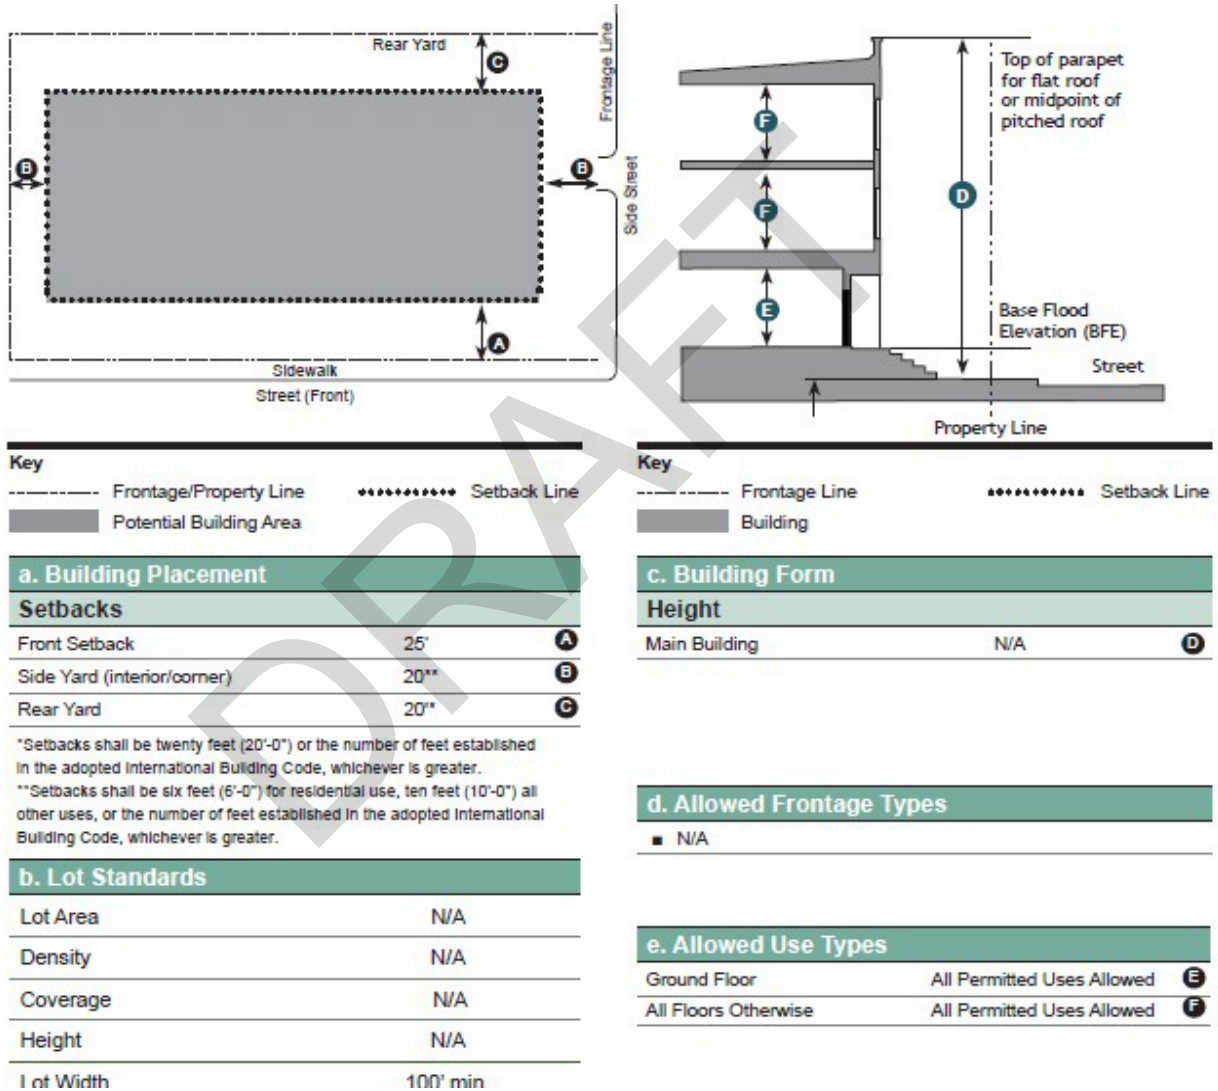 Rear Yard
C
Frontage Line
B
B
Side Street
A
Sidewalk
Street (Front)
Top of parapet
for flat roof
or midpoint of
pitched roof
F
D
F
E
Base Flood
Elevation (BFE)
Street
Property Line
DRAFT
Key
Frontage/Property Line
Setback Line
Potential Building Area
a. Building Placement
Setbacks
Front Setback 25' A
Side Yard (interior/corner) 20'* B
Rear Yard 20'* C
*Setbacks shall be twenty feet (20'-0") or the number of feet established
in the adopted International Building Code, whichever is greater.
**Setbacks shall be six feet (6'-0") for residential use, ten feet (10'-0") all
other uses, or the number of feet established in the adopted International
Building Code, whichever is greater.
b. Lot Standards
Lot Area N/A
Density N/A
Coverage N/A
Height N/A
Lot Width 100' min
Key
Frontage Line
Setback Line
Building
c. Building Form
Height
Main Building N/A D
d. Allowed Frontage Types
■ N/A
e. Allowed Use Types
Ground Floor All Permitted Uses Allowed E
All Floors Otherwise All Permitted Uses Allowed F